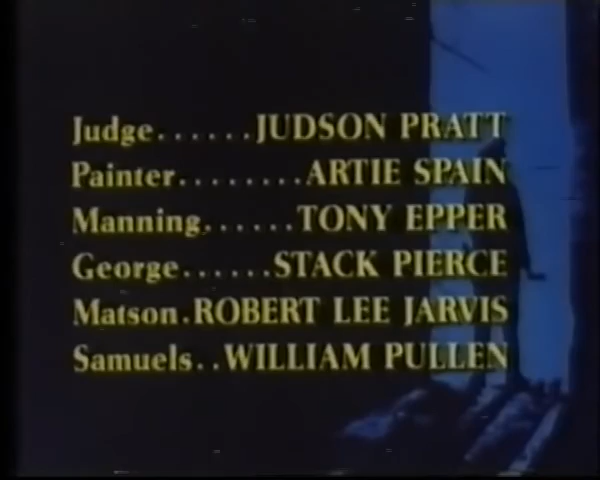 Judge......JUDSON PRATT
Painter........ARTIE SPAIN
Manning......TONY EPPER
George......STACK PIERCE
Matson.ROBERT LEE JARVIS
Samuels..WILLIAM PULLEN